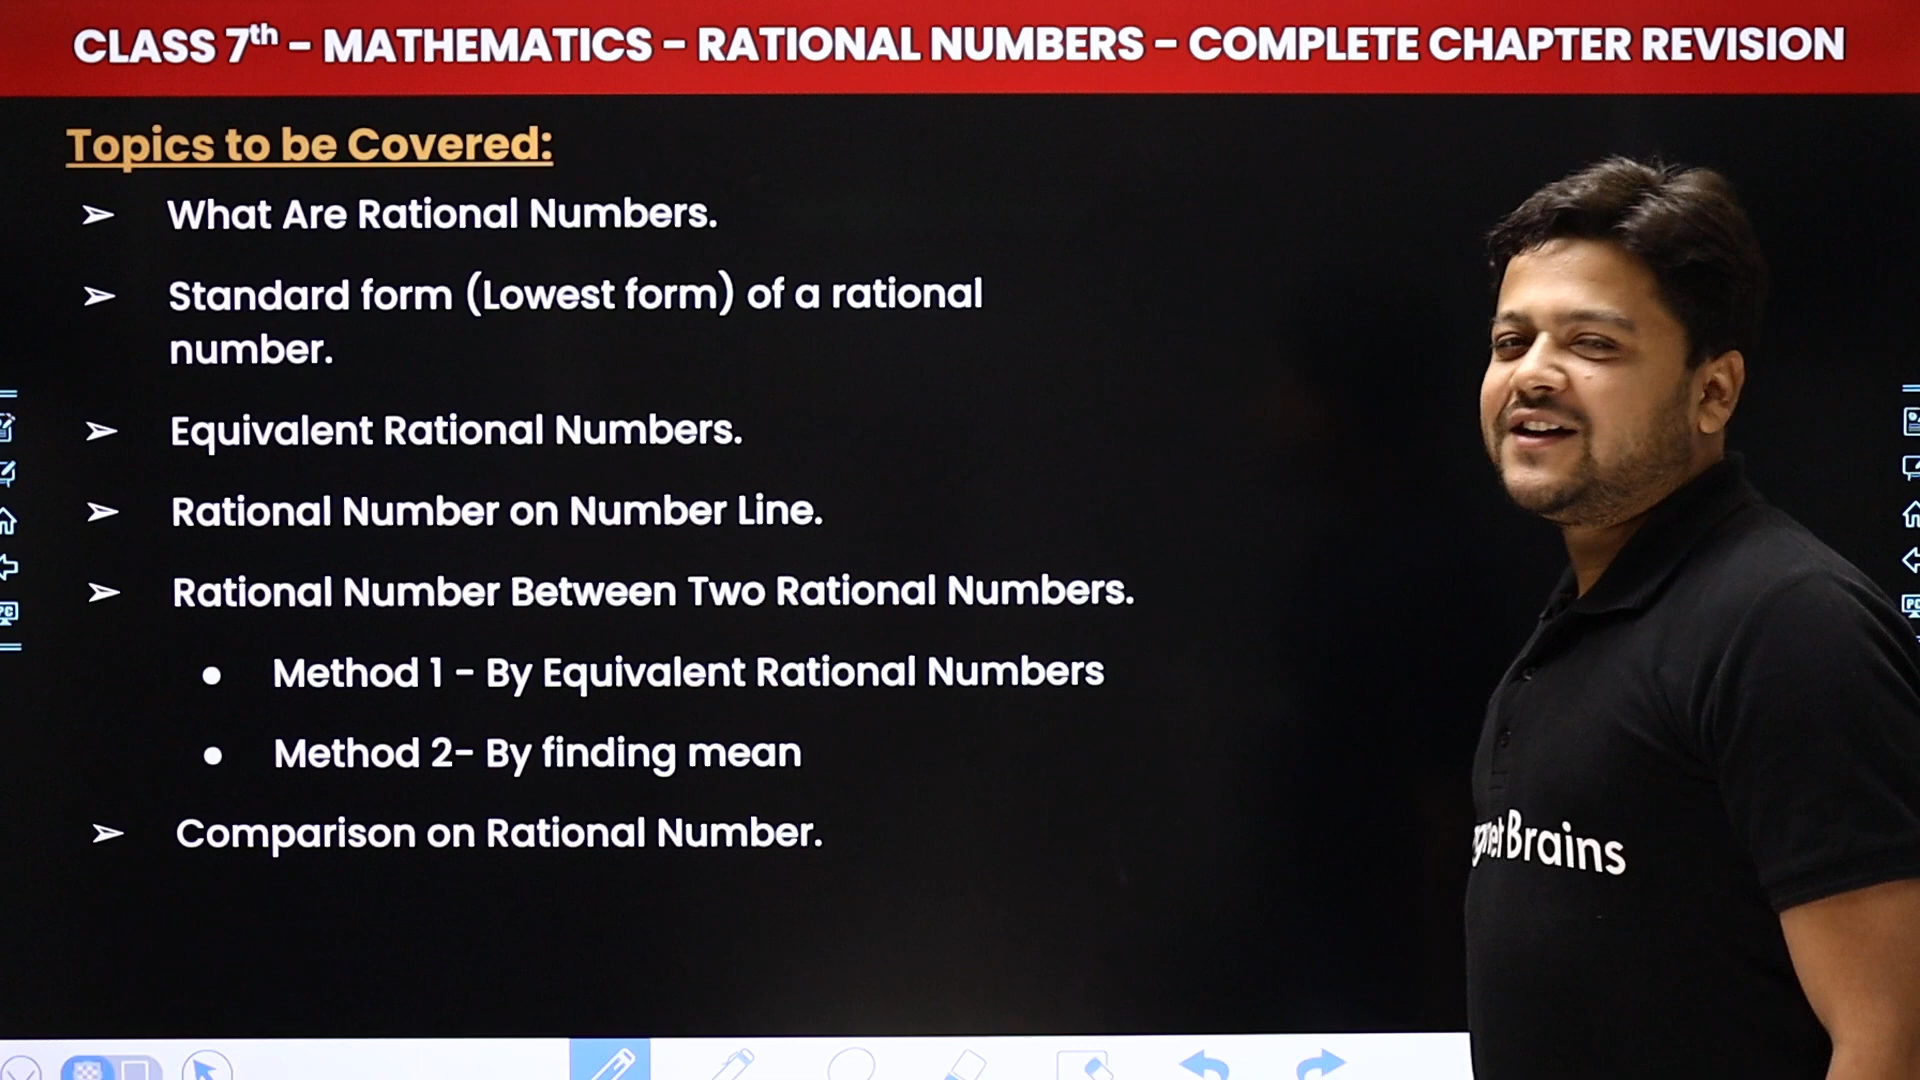 CLASS 7th – MATHEMATICS – RATIONAL NUMBERS – COMPLETE CHAPTER REVISION
Topics to be Covered:
➢ What Are Rational Numbers.
➢ Standard form (Lowest form) of a rational
number.
➢ Equivalent Rational Numbers.
➢ Rational Number on Number Line.
➢ Rational Number Between Two Rational Numbers.
● Method 1 - By Equivalent Rational Numbers
● Method 2- By finding mean
➢ Comparison on Rational Number.
gnet Brains
PC